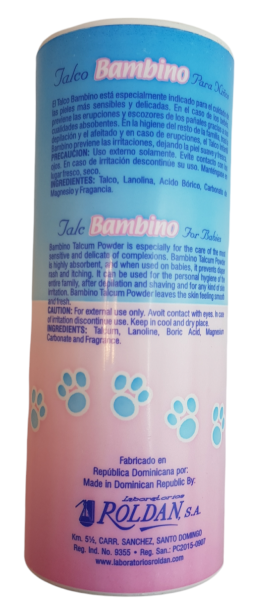 Talco Bambino Para Niños
El Talco Bambino está especialmente indicado para el cuidado de
las pieles más sensibles y delicadas. En el caso de los bebés
previene las erupciones y escozores de los pañales gracias a sus
cualidades absorbentes. En la higiene del resto de la familia, tras la
depilación y el afeitado y en caso de erupciones, el Talco
Bambino previene las irritaciones, dejando la piel suave y fresca.
PRECAUCION: Uso externo solamente. Evite contacto con
ojos. En caso de irritación descontinúe su uso. Manténgase en
lugar fresco, seco.
INGREDIENTES: Talco, Lanolina, Acido Bórico, Carbonato de
Magnesio y Fragancia.
Talc Bambino For Babies
Bambino Talcum Powder is especially for the care of the most
sensitive and delicate of complexions. Bambino Talcum Powder
is highly absorbent, and when used on babies, it prevents diaper
rash and itching. It can be used for the personal hygiene of the
entire family, after depilation and shaving and for any kind of
irritation. Bambino Talcum Powder leaves the skin feeling smooth
and fresh.
CAUTION: For external use only. Avoit contact with eyes. In case
of irritation discontinue use. Keep in cool and dry place.
INGREDIENTS: Talcum, Lanoline, Boric Acid, Magnesium
Carbonate and Fragrance.
Fabricado en
República Dominicana por:
Made in Dominican Republic By:
Laboratorios
ROLDAN, S.A.
Km. 5½, CARR. SANCHEZ, SANTO DOMINGO
Reg. Ind. No. 9355 • Reg. San.: PC2015-0907
www.laboratoriosroldan.com